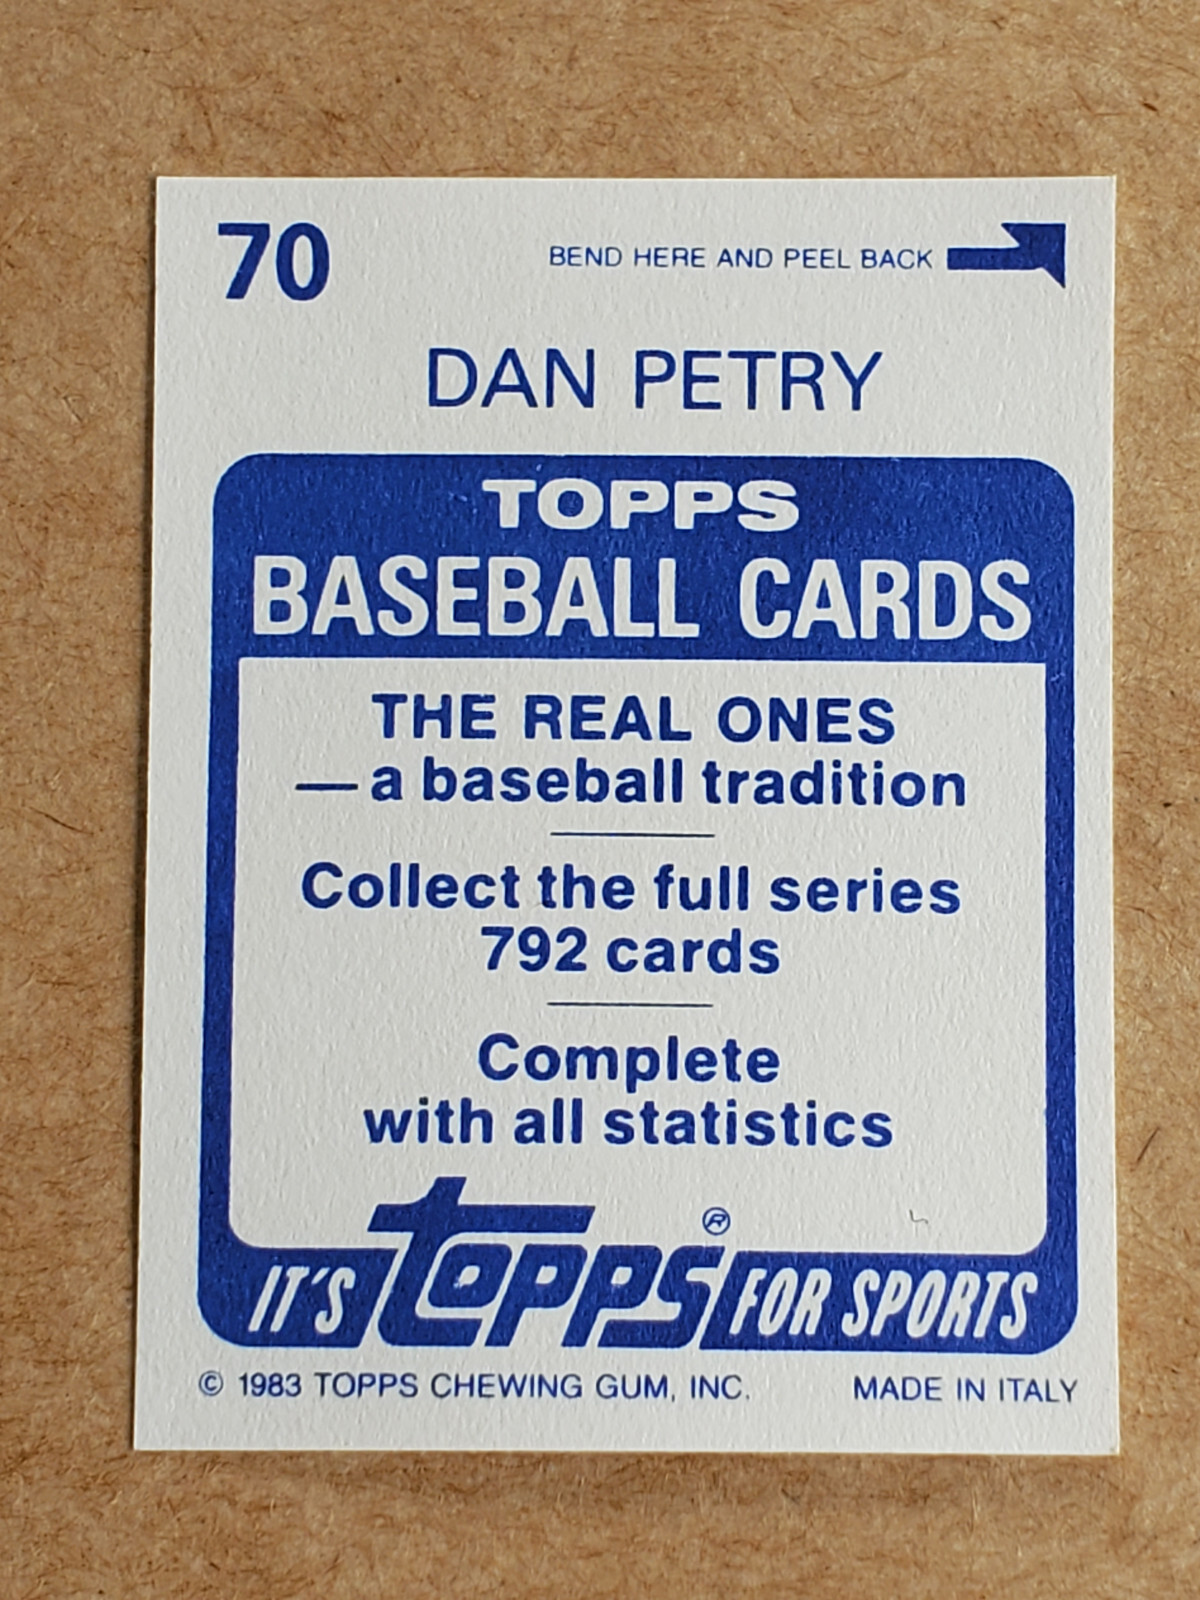 70
BEND HERE AND PEEL BACK
DAN PETRY
TOPPS
BASEBALL CARDS
THE REAL ONES
— a baseball tradition
Collect the full series
792 cards
Complete
with all statistics
IT'S topps® FOR SPORTS
© 1983 TOPPS CHEWING GUM, INC. MADE IN ITALY